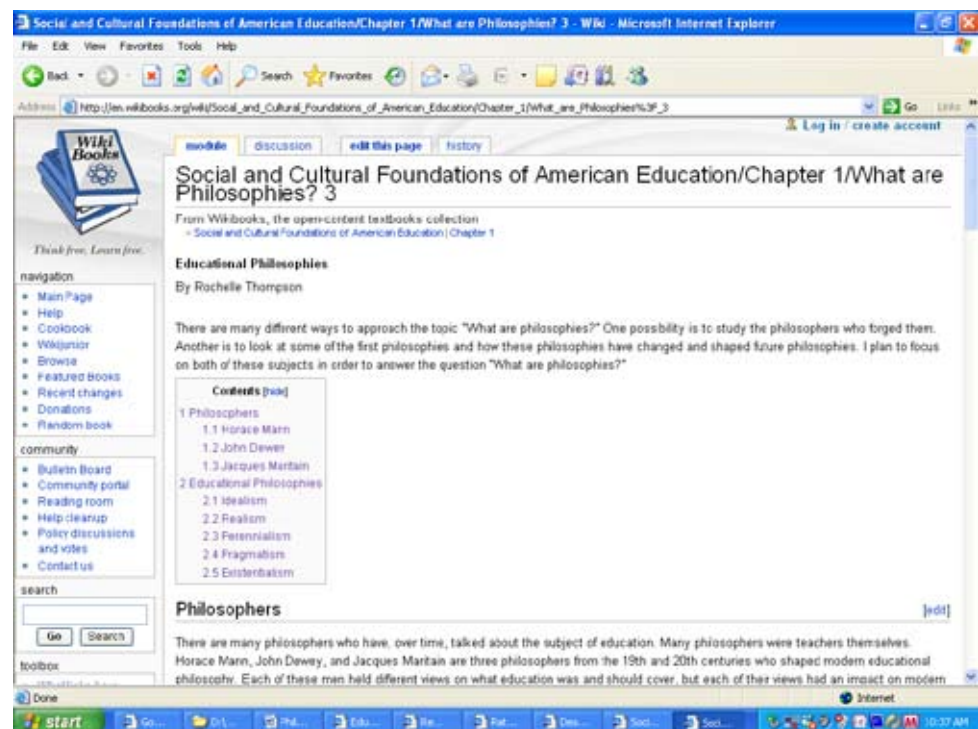 Social and Cultural Foundations of American Education/Chapter 1/What are Philosophies? 3 - Wiki - Microsoft Internet Explorer
File Edit View Favorites Tools Help
Back Search Favorites
Address http://en.wikibooks.org/wiki/Social_and_Cultural_Foundations_of_American_Education/Chapter_1/What_are_Philosophies%3F_3 Go Links
Log in / create account
Wiki
Books
Think free. Learn free.
module discussion edit this page history
Social and Cultural Foundations of American Education/Chapter 1/What are
Philosophies? 3
From Wikibooks, the open-content textbooks collection
< Social and Cultural Foundations of American Education | Chapter 1
Educational Philosophies
By Rochelle Thompson
There are many different ways to approach the topic "What are philosophies?" One possibility is to study the philosophers who forged them.
Another is to look at some of the first philosophies and how these philosophies have changed and shaped future philosophies. I plan to focus
on both of these subjects in order to answer the question "What are philosophies?"
Contents [hide]
1 Philosophers
1.1 Horace Mann
1.2 John Dewey
1.3 Jacques Maritain
2 Educational Philosophies
2.1 Idealism
2.2 Realism
2.3 Perennialism
2.4 Pragmatism
2.5 Existentialism
Philosophers [edit]
There are many philosophers who have, over time, talked about the subject of education. Many philosophers were teachers themselves.
Horace Mann, John Dewey, and Jacques Maritain are three philosophers from the 19th and 20th centuries who shaped modern educational
philosophy. Each of these men held different views on what education was and should cover, but each of their views had an impact on modern
navigation
Main Page
Help
Cookbook
Wikijunior
Browse
Featured Books
Recent changes
Donations
Random book
community
Bulletin Board
Community portal
Reading room
Help cleanup
Policy discussions
and votes
Contact us
search
Go Search
toolbox
Done Internet
start Go... Phil... Edu... Re... Pat... Des... Soci... Soci... 10:37 AM